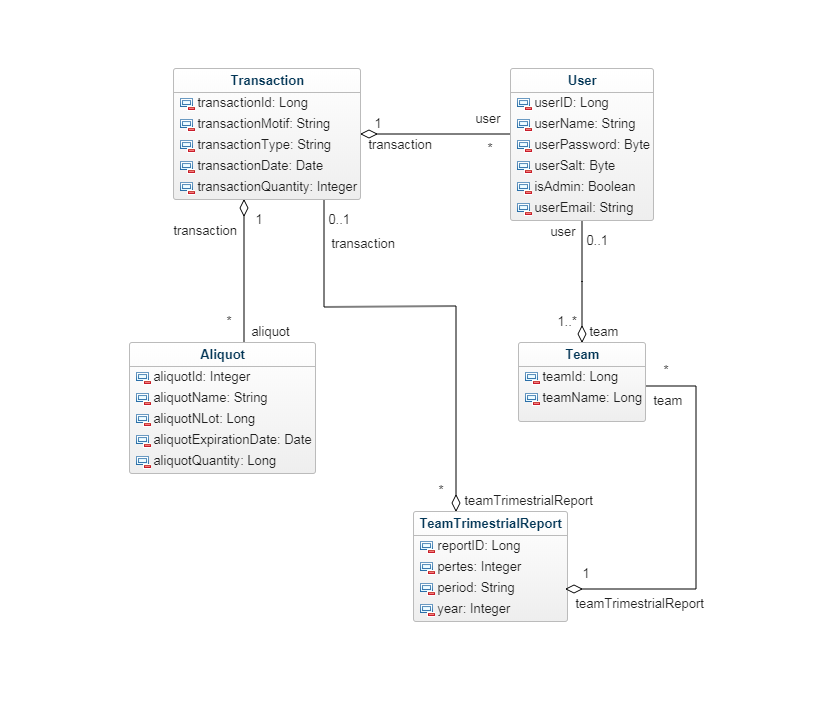 Transaction
transactionId: Long
transactionMotif: String
transactionType: String
transactionDate: Date
transactionQuantity: Integer
User
userID: Long
userName: String
userPassword: Byte
userSalt: Byte
isAdmin: Boolean
userEmail: String
1
user
transaction
*
transaction
1
0..1
transaction
user
0..1
*
aliquot
1..*
team
Aliquot
aliquotId: Integer
aliquotName: String
aliquotNLot: Long
aliquotExpirationDate: Date
aliquotQuantity: Long
Team
teamId: Long
teamName: Long
*
team
*
teamTrimestrialReport
TeamTrimestrialReport
reportID: Long
pertes: Integer
period: String
year: Integer
1
teamTrimestrialReport